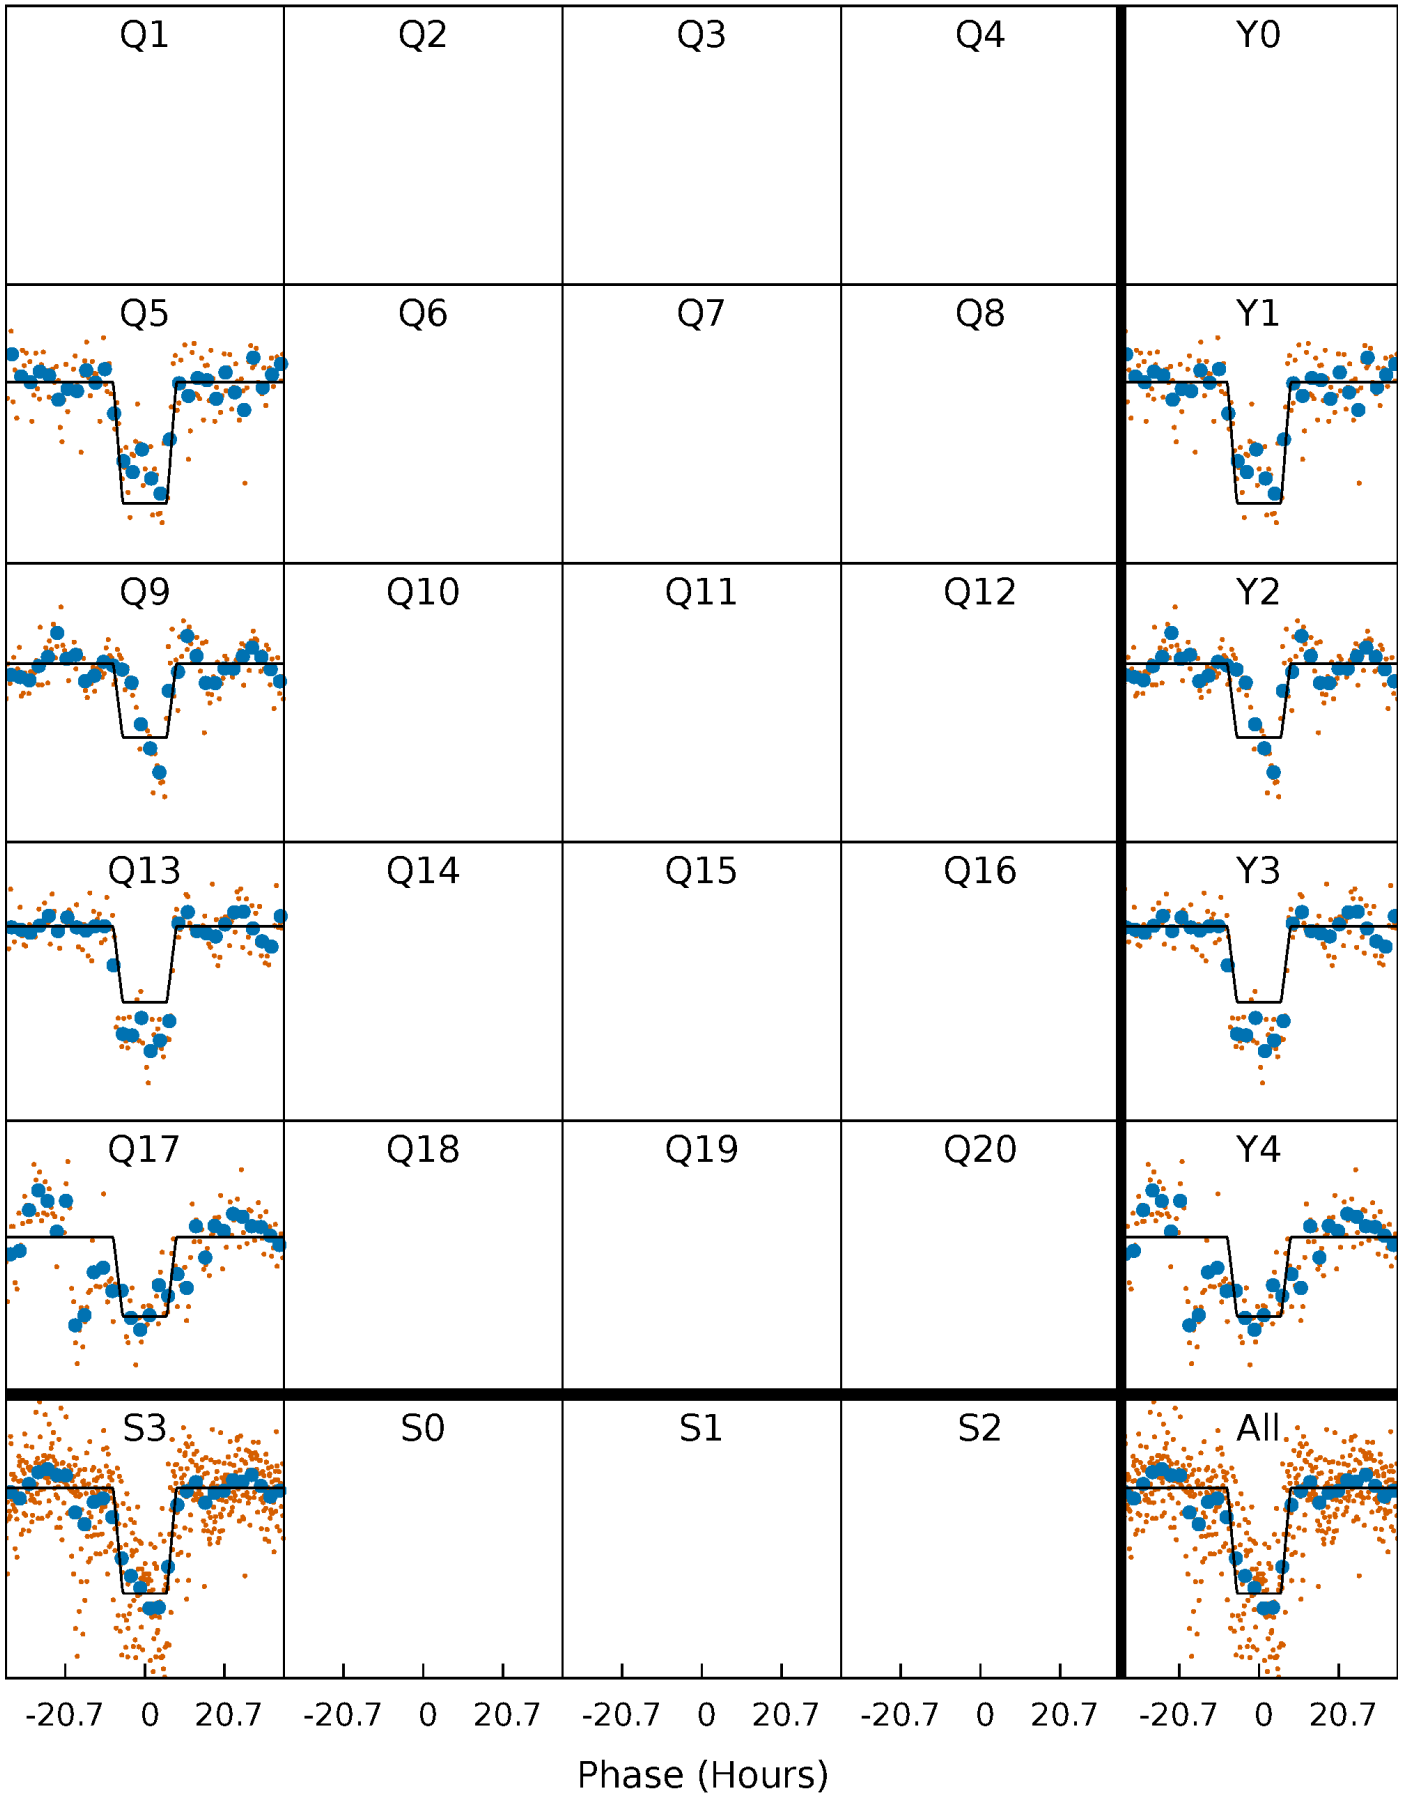 Q1 Q2 Q3 Q4 Y0
Q5 Q6 Q7 Q8 Y1
Q9 Q10 Q11 Q12 Y2
Q13 Q14 Q15 Q16 Y3
Q17 Q18 Q19 Q20 Y4
S3 S0 S1 S2 All
-20.7 0 20.7 -20.7 0 20.7 -20.7 0 20.7 -20.7 0 20.7 -20.7 0 20.7
Phase (Hours)